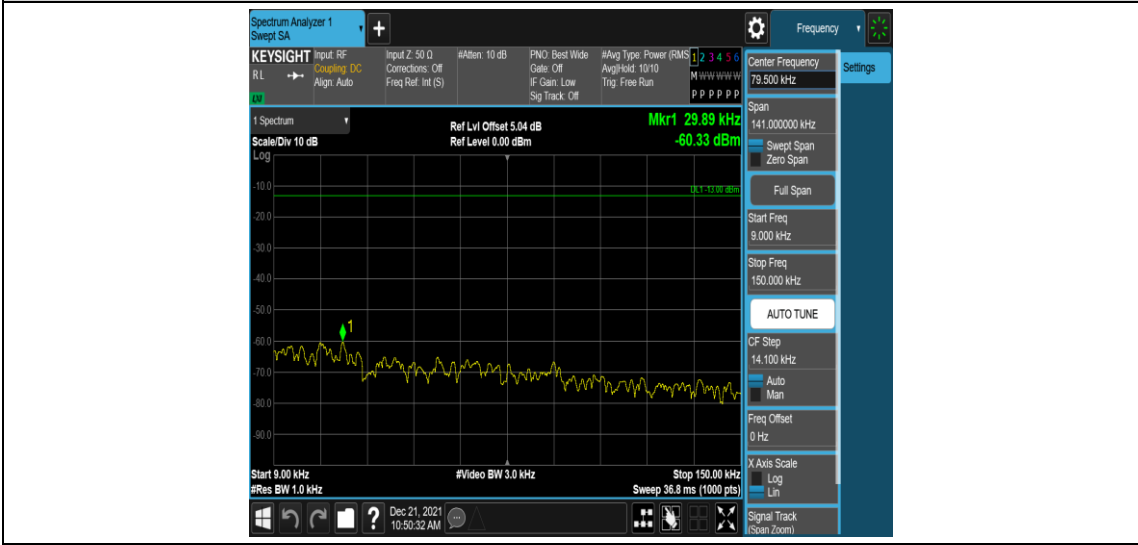 Spectrum Analyzer 1
Swept SA
+
Frequency
KEYSIGHT
RL
LXI
Input: RF
Coupling: DC
Align: Auto
Input Z: 50 Ω
Corrections: Off
Freq Ref: Int (S)
#Atten: 10 dB
PNO: Best Wide
Gate: Off
IF Gain: Low
Sig Track: Off
#Avg Type: Power (RMS
Avg|Hold: 10/10
Trig: Free Run
1 2 3 4 5 6
M W W W W W
P P P P P P
1 Spectrum
Scale/Div 10 dB
Log
Ref Lvl Offset 5.04 dB
Ref Level 0.00 dBm
Mkr1 29.89 kHz
-60.33 dBm
-10.0
DL1 -13.00 dBm
-20.0
-30.0
-40.0
-50.0
1
-60.0
-70.0
-80.0
-90.0
Start 9.00 kHz
#Res BW 1.0 kHz
#Video BW 3.0 kHz
Stop 150.00 kHz
Sweep 36.8 ms (1000 pts)
Center Frequency
79.500 kHz
Settings
Span
141.000000 kHz
Swept Span
Zero Span
Full Span
Start Freq
9.000 kHz
Stop Freq
150.000 kHz
AUTO TUNE
CF Step
14.100 kHz
Auto
Man
Freq Offset
0 Hz
X Axis Scale
Log
Lin
Signal Track
(Span Zoom)
?
Dec 21, 2021
10:50:32 AM